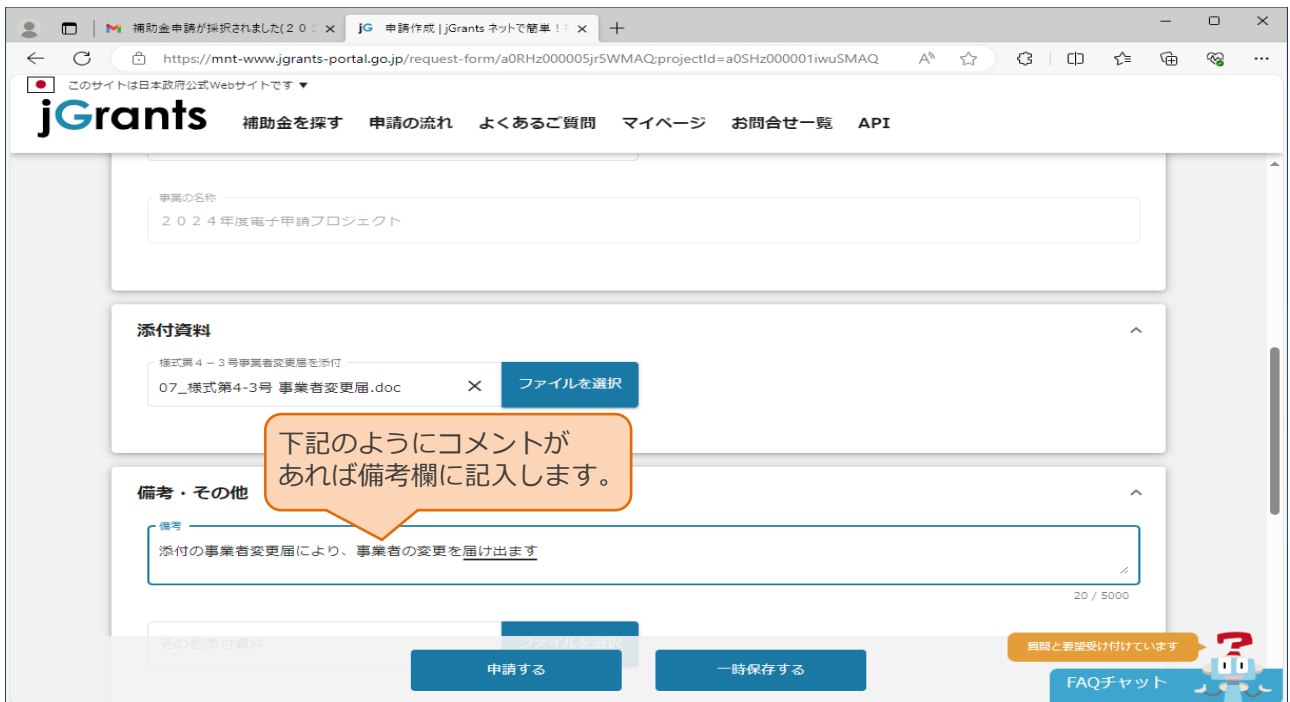 補助金申請が採択されました(２０
jG 申請作成 | jGrants ネットで簡単！
https://mnt-www.jgrants-portal.go.jp/request-form/a0RHz000005jr5WMAQ;projectId=a0SHz000001iwuSMAQ
このサイトは日本政府公式Webサイトです ▼
jGrants 補助金を探す 申請の流れ よくあるご質問 マイページ お問合せ一覧 API
事業の名称
２０２４年度電子申請プロジェクト
添付資料
様式第４－３号事業者変更届を添付
07_様式第4-3号 事業者変更届.doc
ファイルを選択
下記のようにコメントが
あれば備考欄に記入します。
備考・その他
備考
添付の事業者変更届により、事業者の変更を届け出ます
20 / 5000
その他添付資料
ファイルを選択
申請する
一時保存する
質問と要望受け付けています
FAQチャット